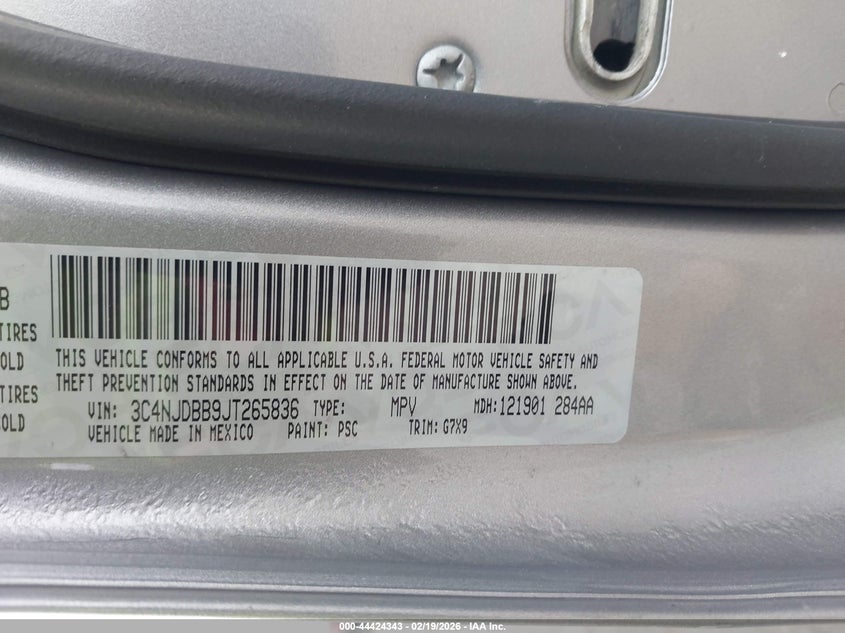 B
TIRES
OLD
TIRES
COLD
THIS VEHICLE CONFORMS TO ALL APPLICABLE U.S.A. FEDERAL MOTOR VEHICLE SAFETY AND
THEFT PREVENTION STANDARDS IN EFFECT ON THE DATE OF MANUFACTURE SHOWN ABOVE.
VIN: 3C4NJDBB9JT265836 TYPE: MPV MDH:121901 284AA
VEHICLE MADE IN MEXICO PAINT: PSC TRIM: G7X9
000-44424343 - 02/19/2026 - IAA Inc.